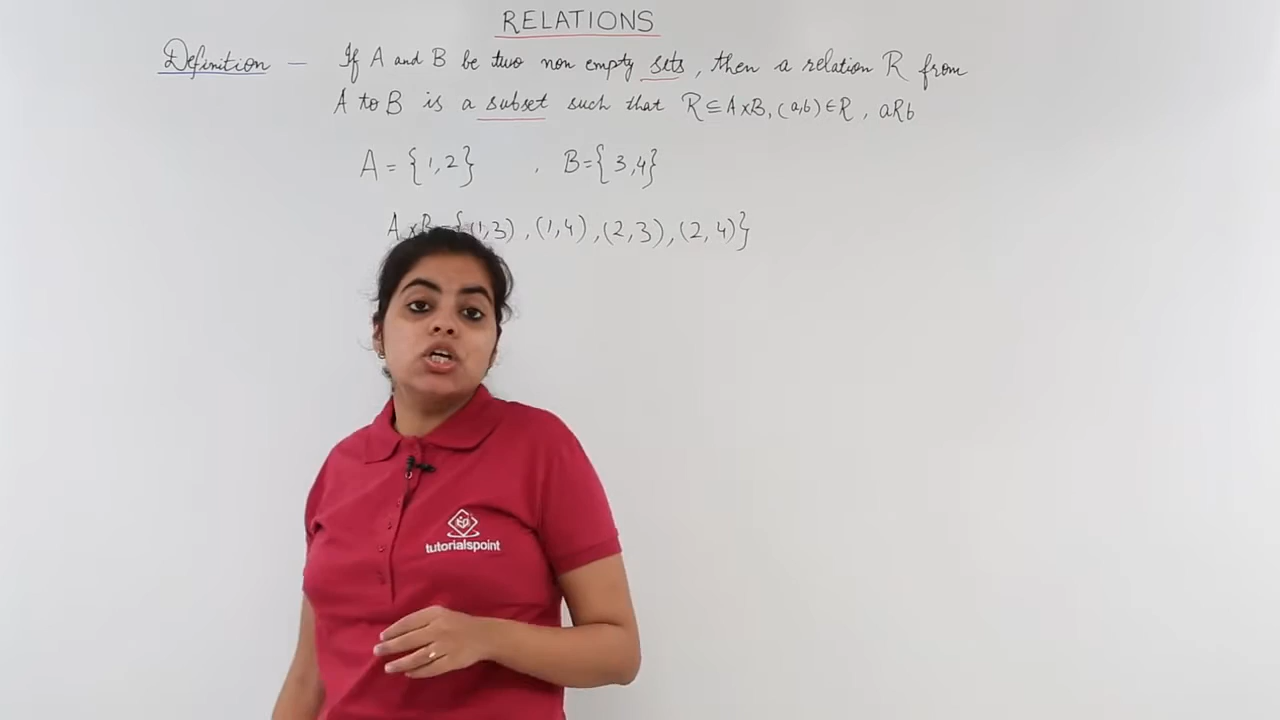 RELATIONS
Definition — If A and B be two non empty sets, then a relation R from
A to B is a subset such that R⊆A×B, (a,b)∈R, aRb
A = {1,2} , B={3,4}
A×B={(1,3) , (1,4) , (2,3) , (2,4)}
tutorialspoint